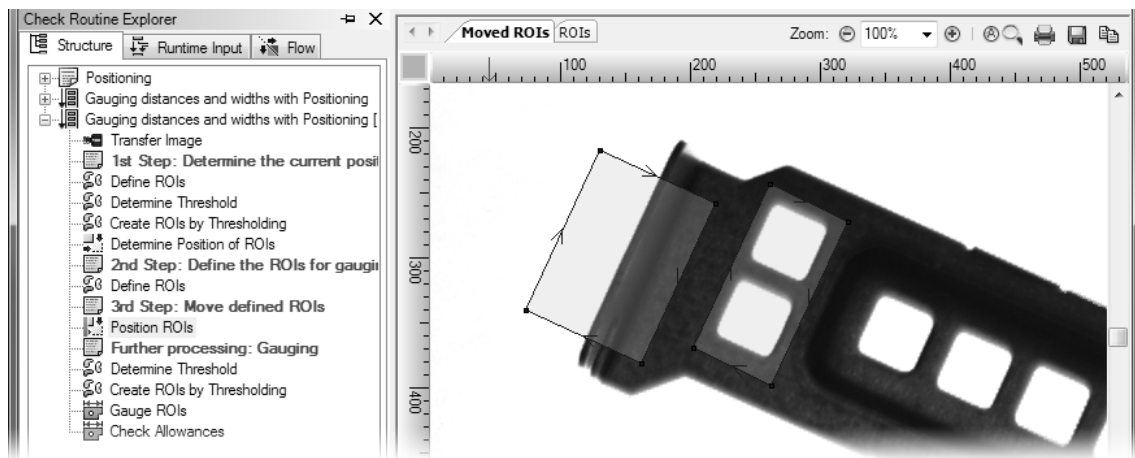 Check Routine Explorer
Structure Runtime Input Flow
Positioning
Gauging distances and widths with Positioning
Gauging distances and widths with Positioning [
Transfer Image
1st Step: Determine the current posit
Define ROIs
Determine Threshold
Create ROIs by Thresholding
Determine Position of ROIs
2nd Step: Define the ROIs for gaugin
Define ROIs
3rd Step: Move defined ROIs
Position ROIs
Further processing: Gauging
Determine Threshold
Create ROIs by Thresholding
Gauge ROIs
Check Allowances
Moved ROIs ROIs
Zoom: 100%
100 200 300 400 500
200
300
400